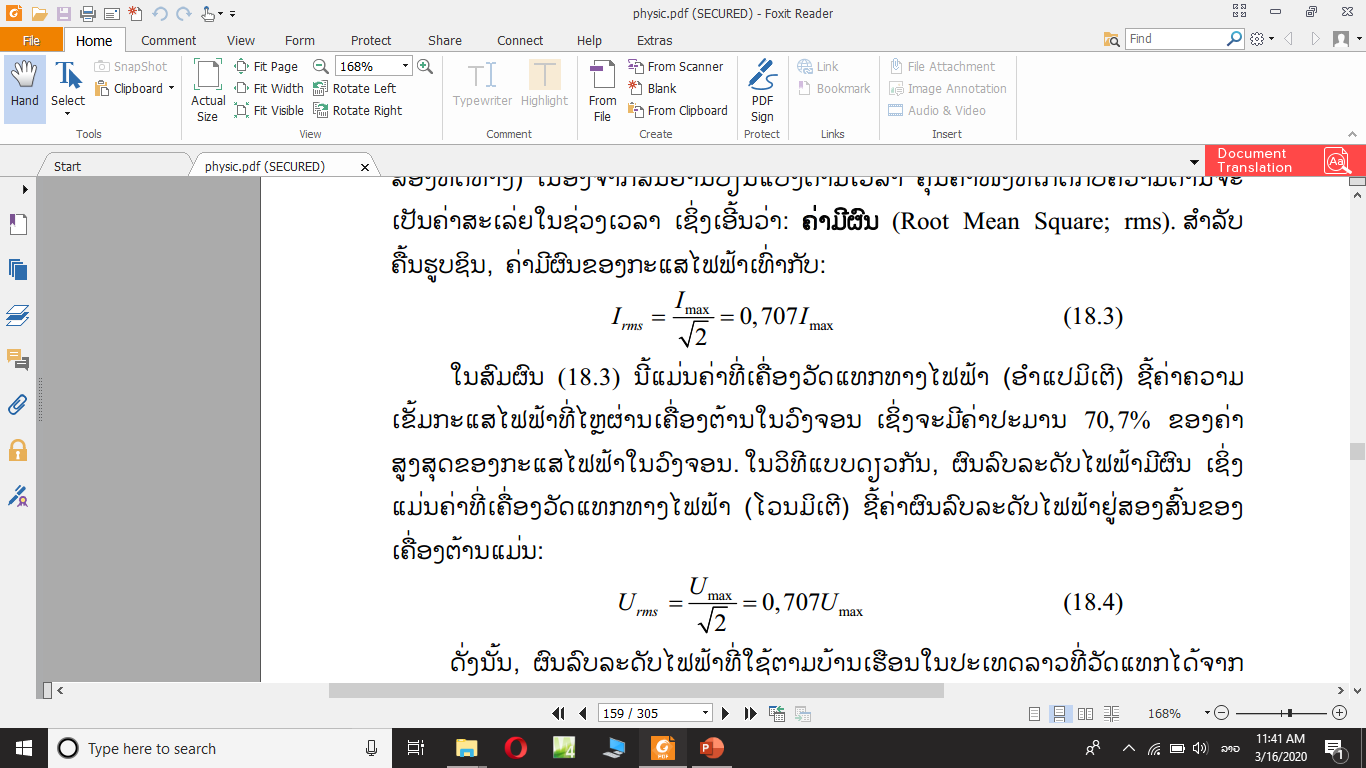 physic.pdf (SECURED) - Foxit Reader
File Home Comment View Form Protect Share Connect Help Extras Find
Hand
Select
SnapShot
Clipboard
Tools
Actual Size
Fit Page
Fit Width
Fit Visible
168%
Rotate Left
Rotate Right
View
Typewriter
Highlight
Comment
From File
From Scanner
Blank
From Clipboard
Create
PDF Sign
Protect
Link
Bookmark
Links
File Attachment
Image Annotation
Audio & Video
Insert
Start
physic.pdf (SECURED)
Document Translation
ເປັນຄ່າສະເລ່ຍໃນຊ່ວງເວລາ ເຊິ່ງເອີ້ນວ່າ: ຄ່າມີຜົນ (Root Mean Square; rms). ສຳລັບ
ຄື້ນຮູບຊິນ, ຄ່າມີຜົນຂອງກະແສໄຟຟ້າເທົ່າກັບ:
I_rms = I_max/√2 = 0,707I_max (18.3)
ໃນສົມຜົນ (18.3) ນີ້ແມ່ນຄ່າທີ່ເຄື່ອງວັດແທກທາງໄຟຟ້າ (ອຳແປມິເຕີ) ຊີ້ຄ່າຄວາມ
ເຂັ້ມກະແສໄຟຟ້າທີ່ໄຫຼຜ່ານເຄື່ອງຕ້ານໃນວົງຈອນ ເຊິ່ງຈະມີຄ່າປະມານ 70,7% ຂອງຄ່າ
ສູງສຸດຂອງກະແສໄຟຟ້າໃນວົງຈອນ. ໃນວິທີແບບດຽວກັນ, ຜົນລົບລະດັບໄຟຟ້າມີຜົນ ເຊິ່ງ
ແມ່ນຄ່າທີ່ເຄື່ອງວັດແທກທາງໄຟຟ້າ (ໂວນມິເຕີ) ຊີ້ຄ່າຜົນລົບລະດັບໄຟຟ້າຢູ່ສອງສົ້ນຂອງ
ເຄື່ອງຕ້ານແມ່ນ:
U_rms = U_max/√2 = 0,707U_max (18.4)
ດັ່ງນັ້ນ, ຜົນລົບລະດັບໄຟຟ້າທີ່ໃຊ້ຕາມບ້ານເຮືອນໃນປະເທດລາວທີ່ວັດແທກໄດ້ຈາກ
159 / 305
168%
Type here to search
ລາວ
11:41 AM
3/16/2020
1